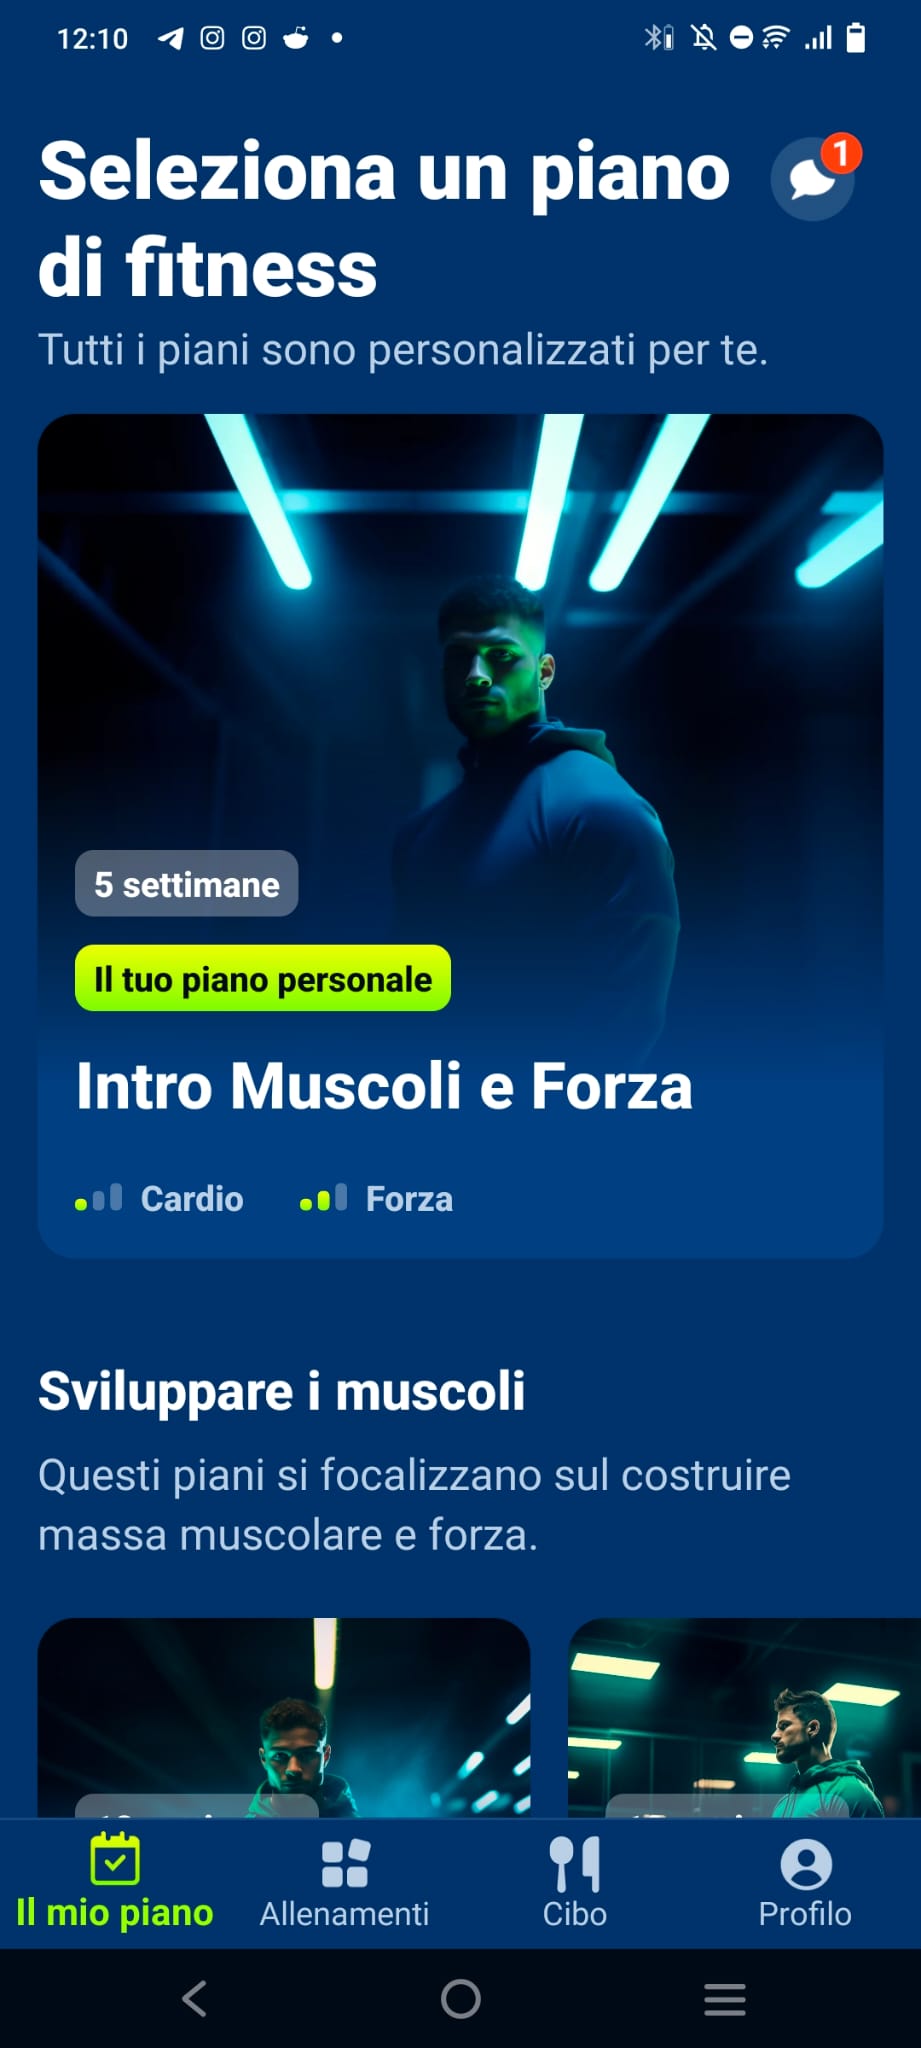 12:10
Seleziona un piano
di fitness
1
Tutti i piani sono personalizzati per te.
5 settimane
Il tuo piano personale
Intro Muscoli e Forza
Cardio
Forza
Sviluppare i muscoli
Questi piani si focalizzano sul costruire
massa muscolare e forza.
Il mio piano
Allenamenti
Cibo
Profilo